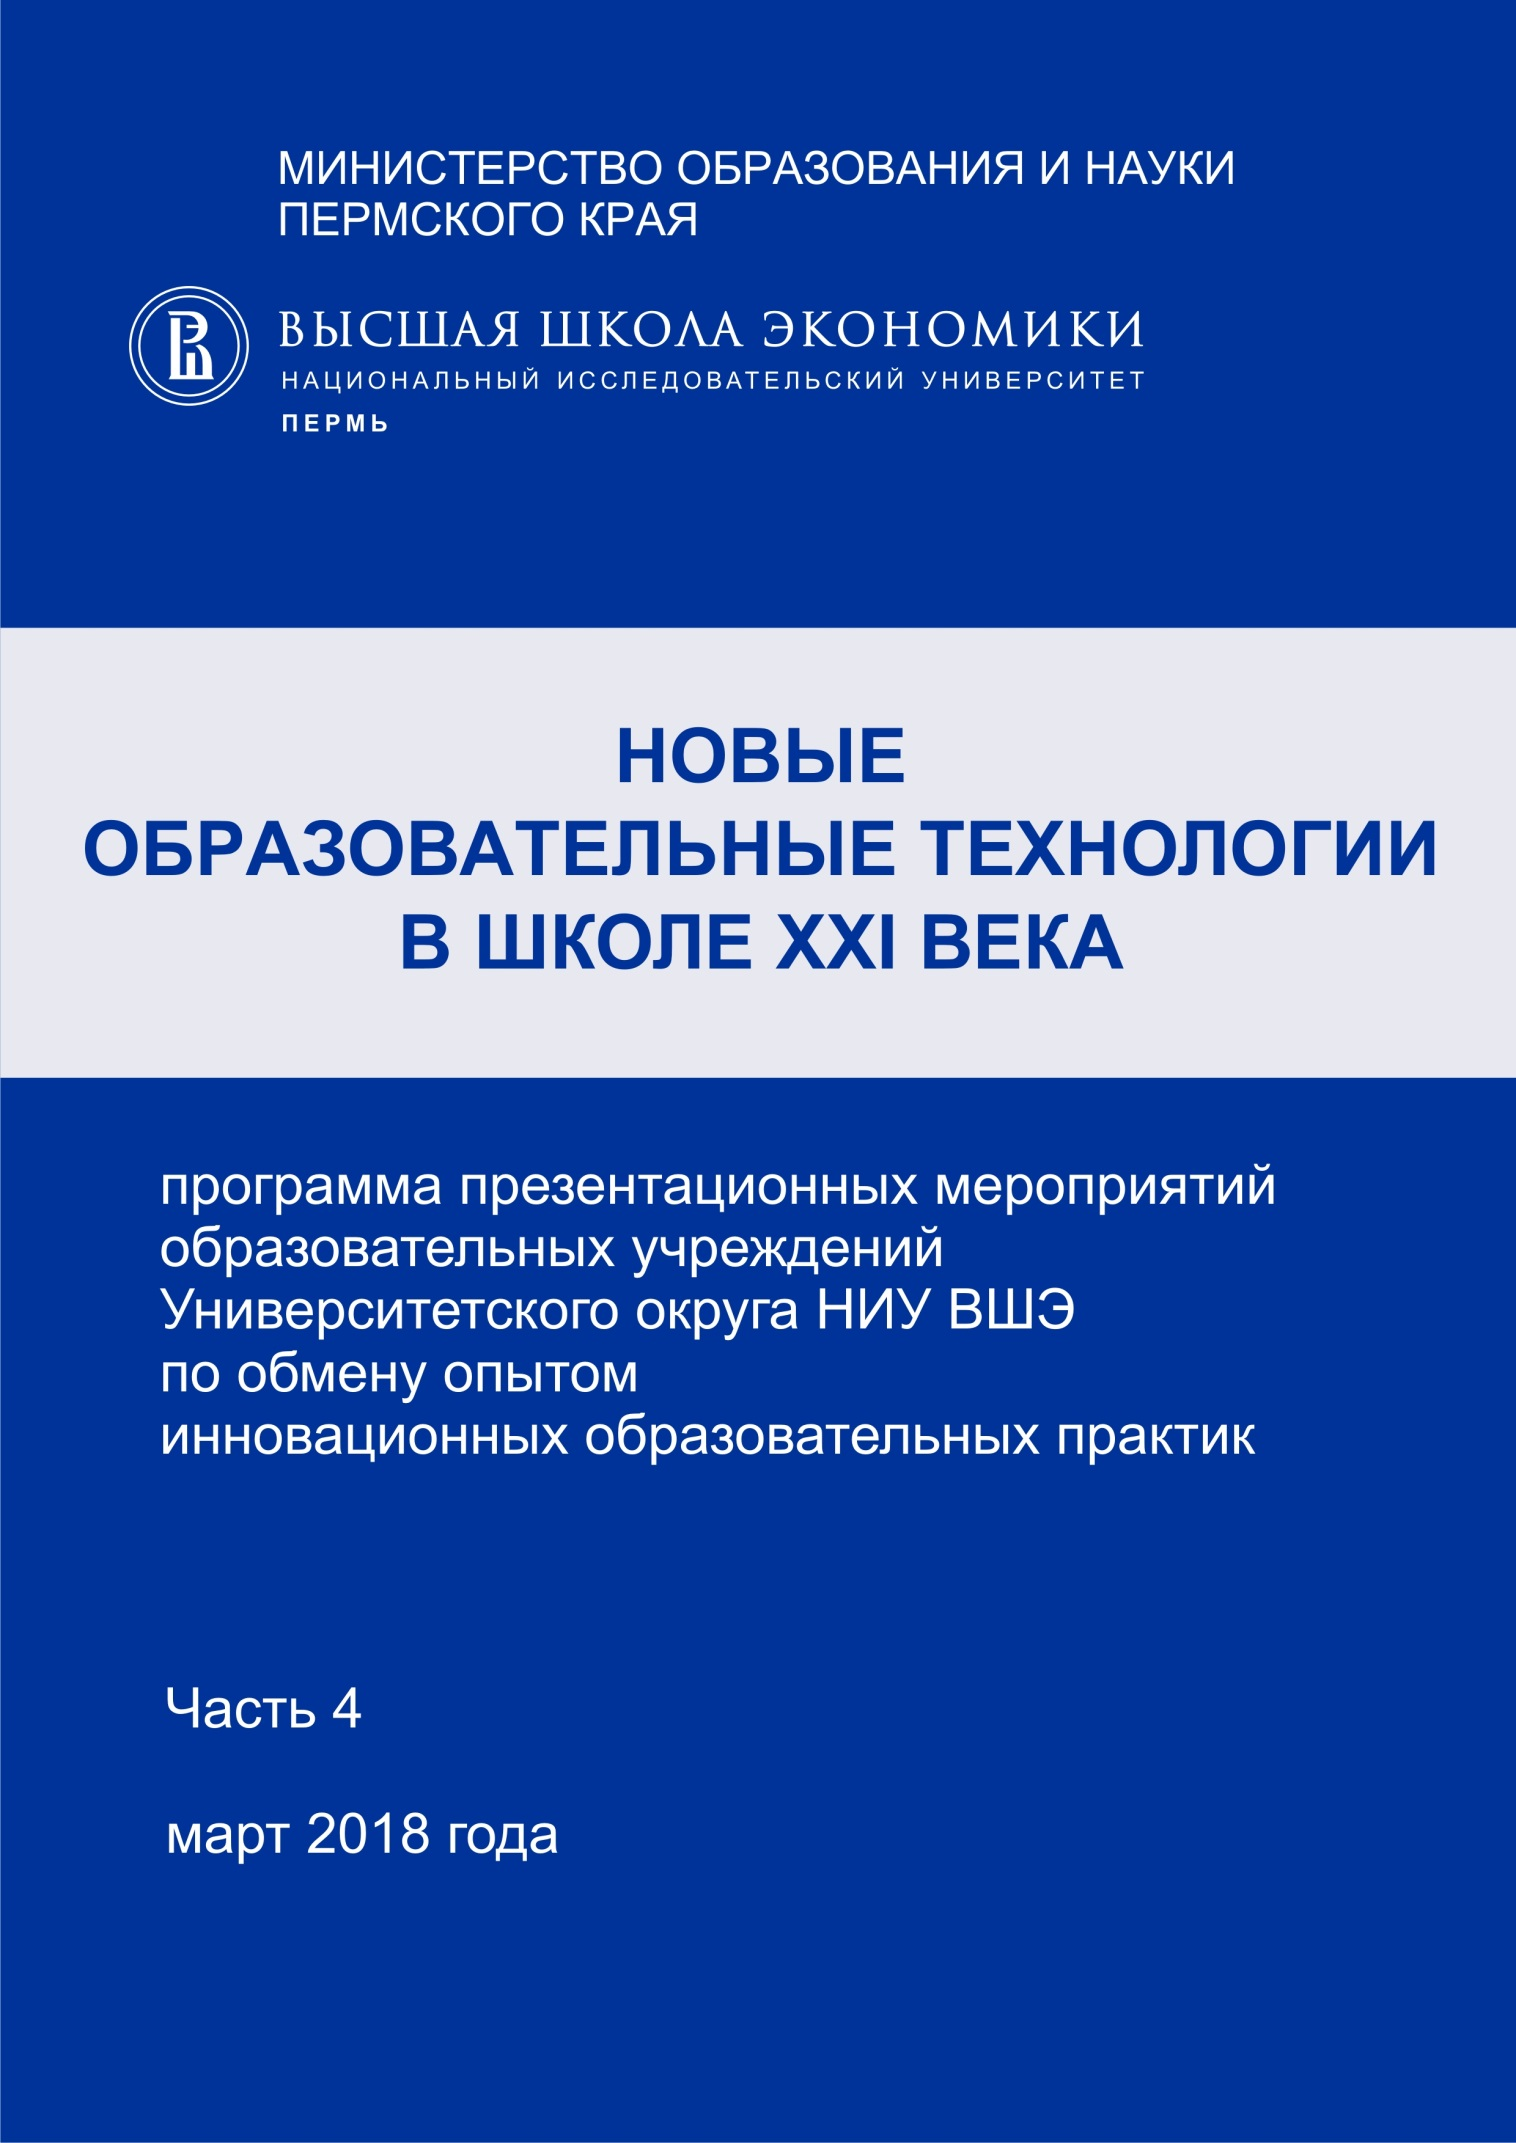 МИНИСТЕРСТВО ОБРАЗОВАНИЯ И НАУКИ
ПЕРМСКОГО КРАЯ
ВЫСШАЯ ШКОЛА ЭКОНОМИКИ
НАЦИОНАЛЬНЫЙ ИССЛЕДОВАТЕЛЬСКИЙ УНИВЕРСИТЕТ
ПЕРМЬ
НОВЫЕ
ОБРАЗОВАТЕЛЬНЫЕ ТЕХНОЛОГИИ
В ШКОЛЕ XXI ВЕКА
программа презентационных мероприятий
образовательных учреждений
Университетского округа НИУ ВШЭ
по обмену опытом
инновационных образовательных практик
Часть 4
март 2018 года